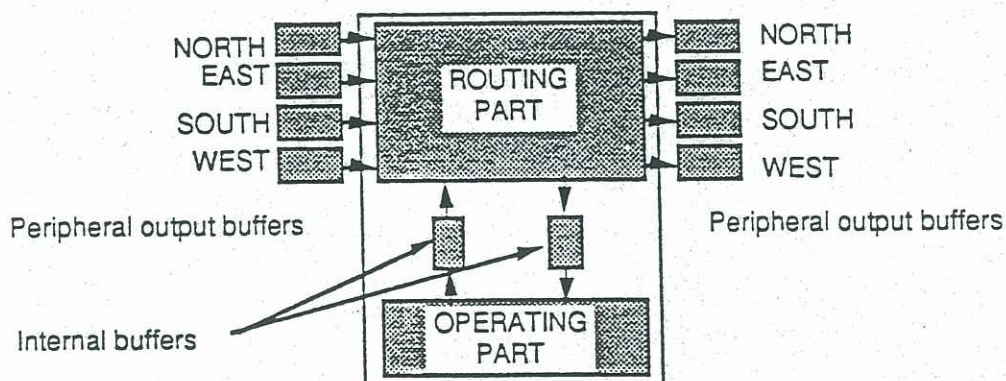 NORTH
EAST
SOUTH
WEST
ROUTING
PART
NORTH
EAST
SOUTH
WEST
Peripheral output buffers
Peripheral output buffers
Internal buffers
OPERATING
PART